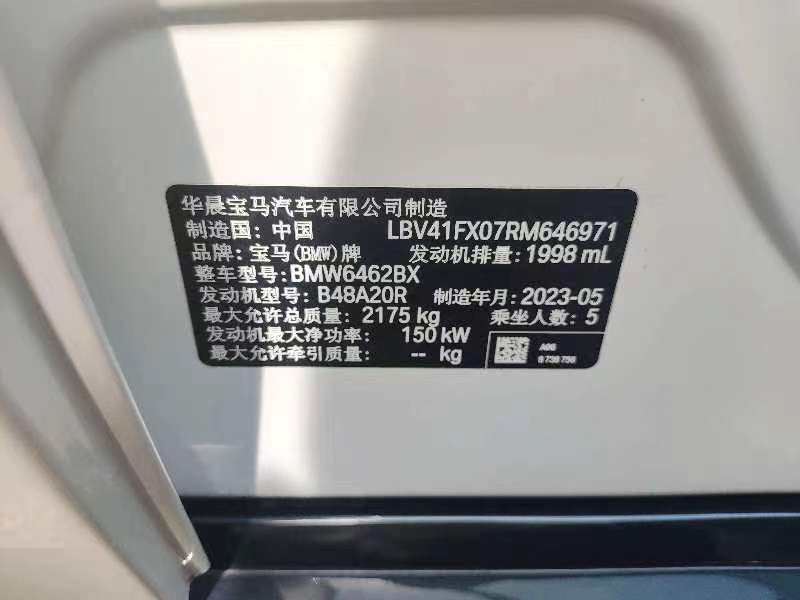 华晨宝马汽车有限公司制造
制造国: 中国 LBV41FX07RM646971
品牌: 宝马(BMW)牌 发动机排量: 1998 mL
整车型号: BMW6462BX
发动机型号: B48A20R 制造年月: 2023-05
最大允许总质量: 2175 kg 乘坐人数: 5
发动机最大净功率: 150 kW
最大允许牵引质量: -- kg